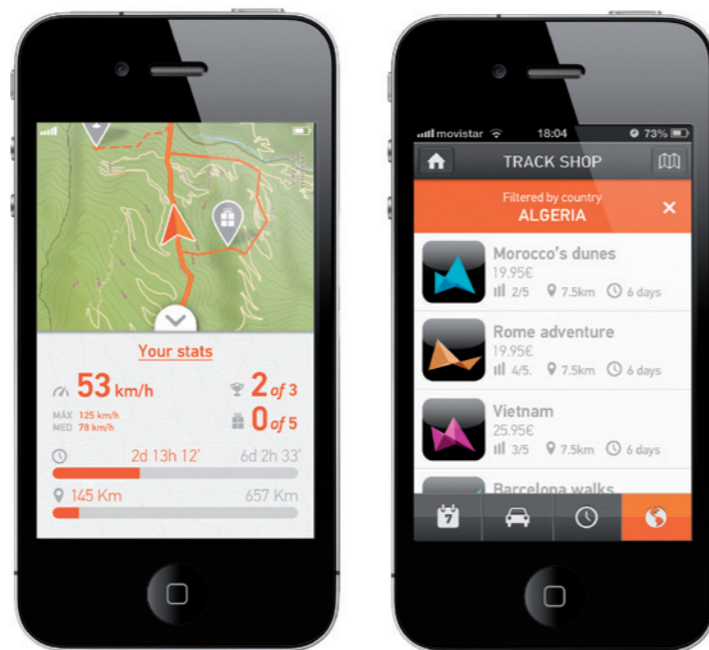 Your stats
53 km/h
2 of 3
MÁX 125 km/h
MED 78 km/h
0 of 5
2d 13h 12' 6d 2h 33'
145 Km 657 Km
movistar 18:04 73%
TRACK SHOP
Filtered by country
ALGERIA
Morocco's dunes
19.95€
2/5 7.5km 6 days
Rome adventure
19.95€
4/5. 7.5km 6 days
Vietnam
25.95€
3/5 7.5km 6 days
Barcelona walks
7